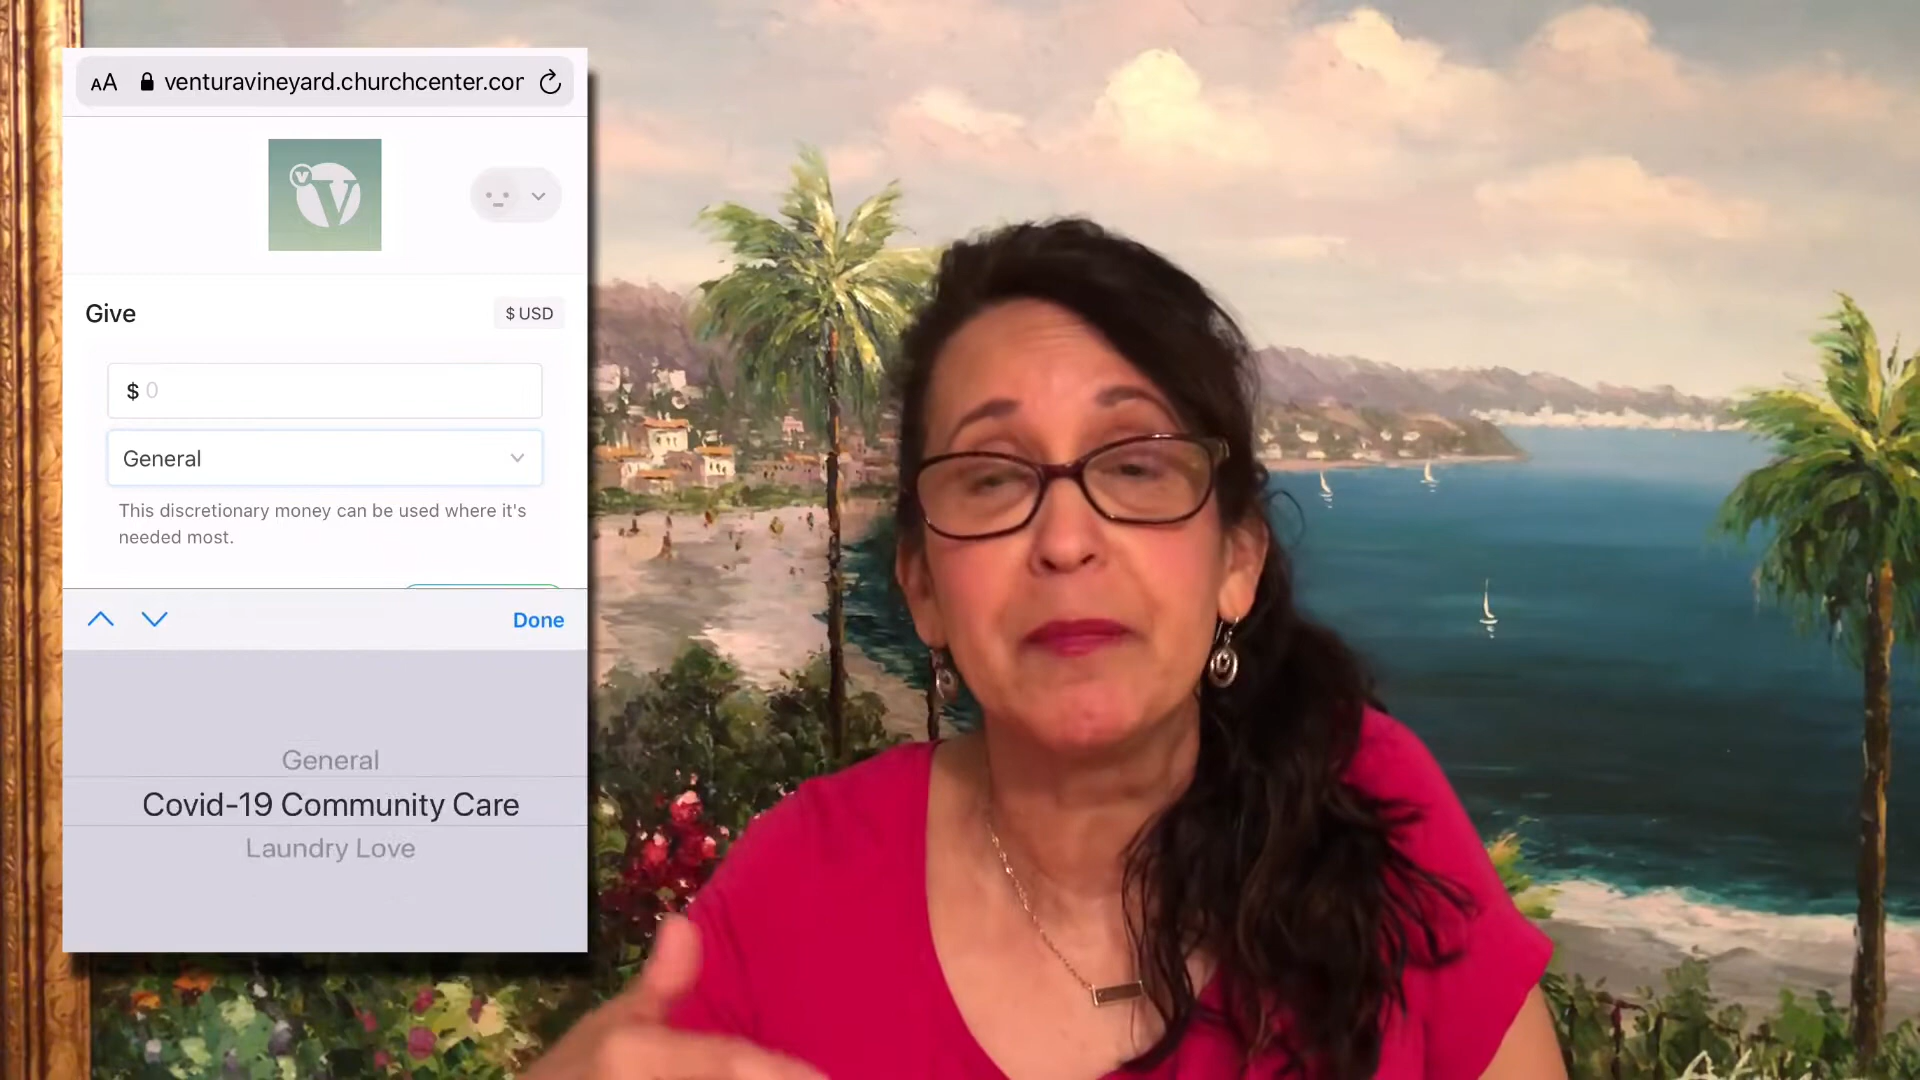 AA venturavineyard.churchcenter.cor
V V
Give
$ USD
$ 0
General
This discretionary money can be used where it's
needed most.
Done
General
Covid-19 Community Care
Laundry Love